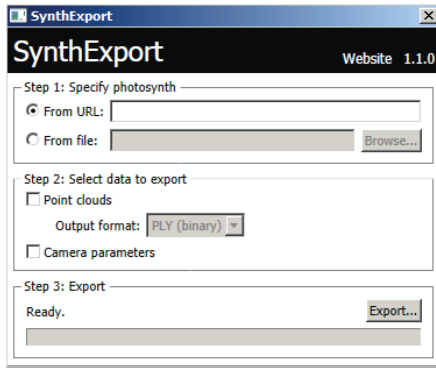 SynthExport
SynthExport
Website 1.1.0
Step 1: Specify photosynth
From URL:
From file: Browse...
Step 2: Select data to export
Point clouds
Output format: PLY (binary)
Camera parameters
Step 3: Export
Ready. Export...